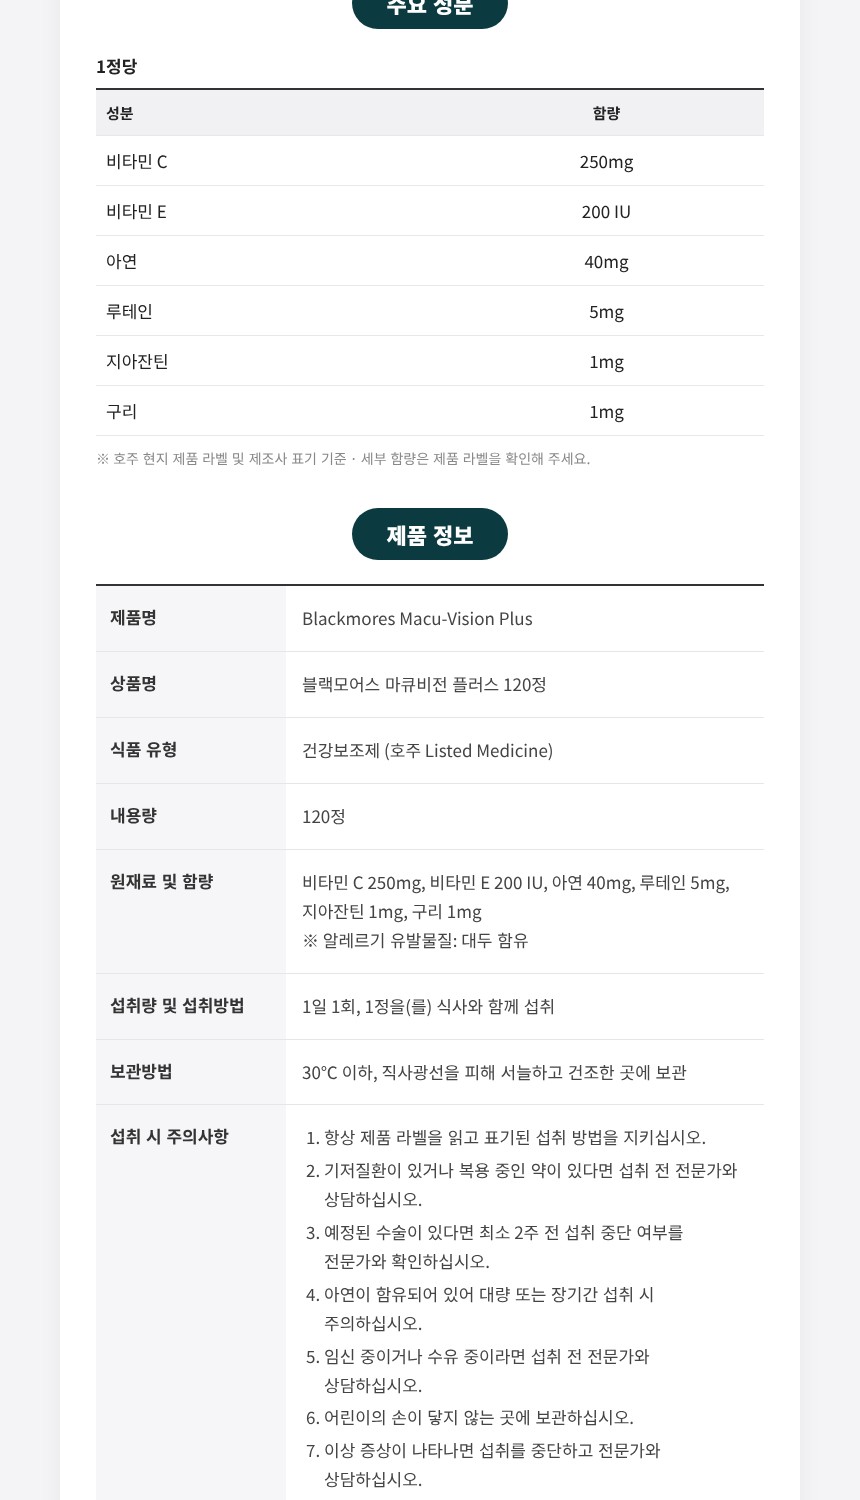 주요 성분
1정당
성분 함량
비타민 C 250mg
비타민 E 200 IU
아연 40mg
루테인 5mg
지아잔틴 1mg
구리 1mg
※ 호주 현지 제품 라벨 및 제조사 표기 기준 · 세부 함량은 제품 라벨을 확인해 주세요.
제품 정보
제품명 Blackmores Macu-Vision Plus
상품명 블랙모어스 마큐비전 플러스 120정
식품 유형 건강보조제 (호주 Listed Medicine)
내용량 120정
원재료 및 함량 비타민 C 250mg, 비타민 E 200 IU, 아연 40mg, 루테인 5mg,
지아잔틴 1mg, 구리 1mg
※ 알레르기 유발물질: 대두 함유
섭취량 및 섭취방법 1일 1회, 1정을(를) 식사와 함께 섭취
보관방법 30°C 이하, 직사광선을 피해 서늘하고 건조한 곳에 보관
섭취 시 주의사항 1. 항상 제품 라벨을 읽고 표기된 섭취 방법을 지키십시오.
2. 기저질환이 있거나 복용 중인 약이 있다면 섭취 전 전문가와
상담하십시오.
3. 예정된 수술이 있다면 최소 2주 전 섭취 중단 여부를
전문가와 확인하십시오.
4. 아연이 함유되어 있어 대량 또는 장기간 섭취 시
주의하십시오.
5. 임신 중이거나 수유 중이라면 섭취 전 전문가와
상담하십시오.
6. 어린이의 손이 닿지 않는 곳에 보관하십시오.
7. 이상 증상이 나타나면 섭취를 중단하고 전문가와
상담하십시오.